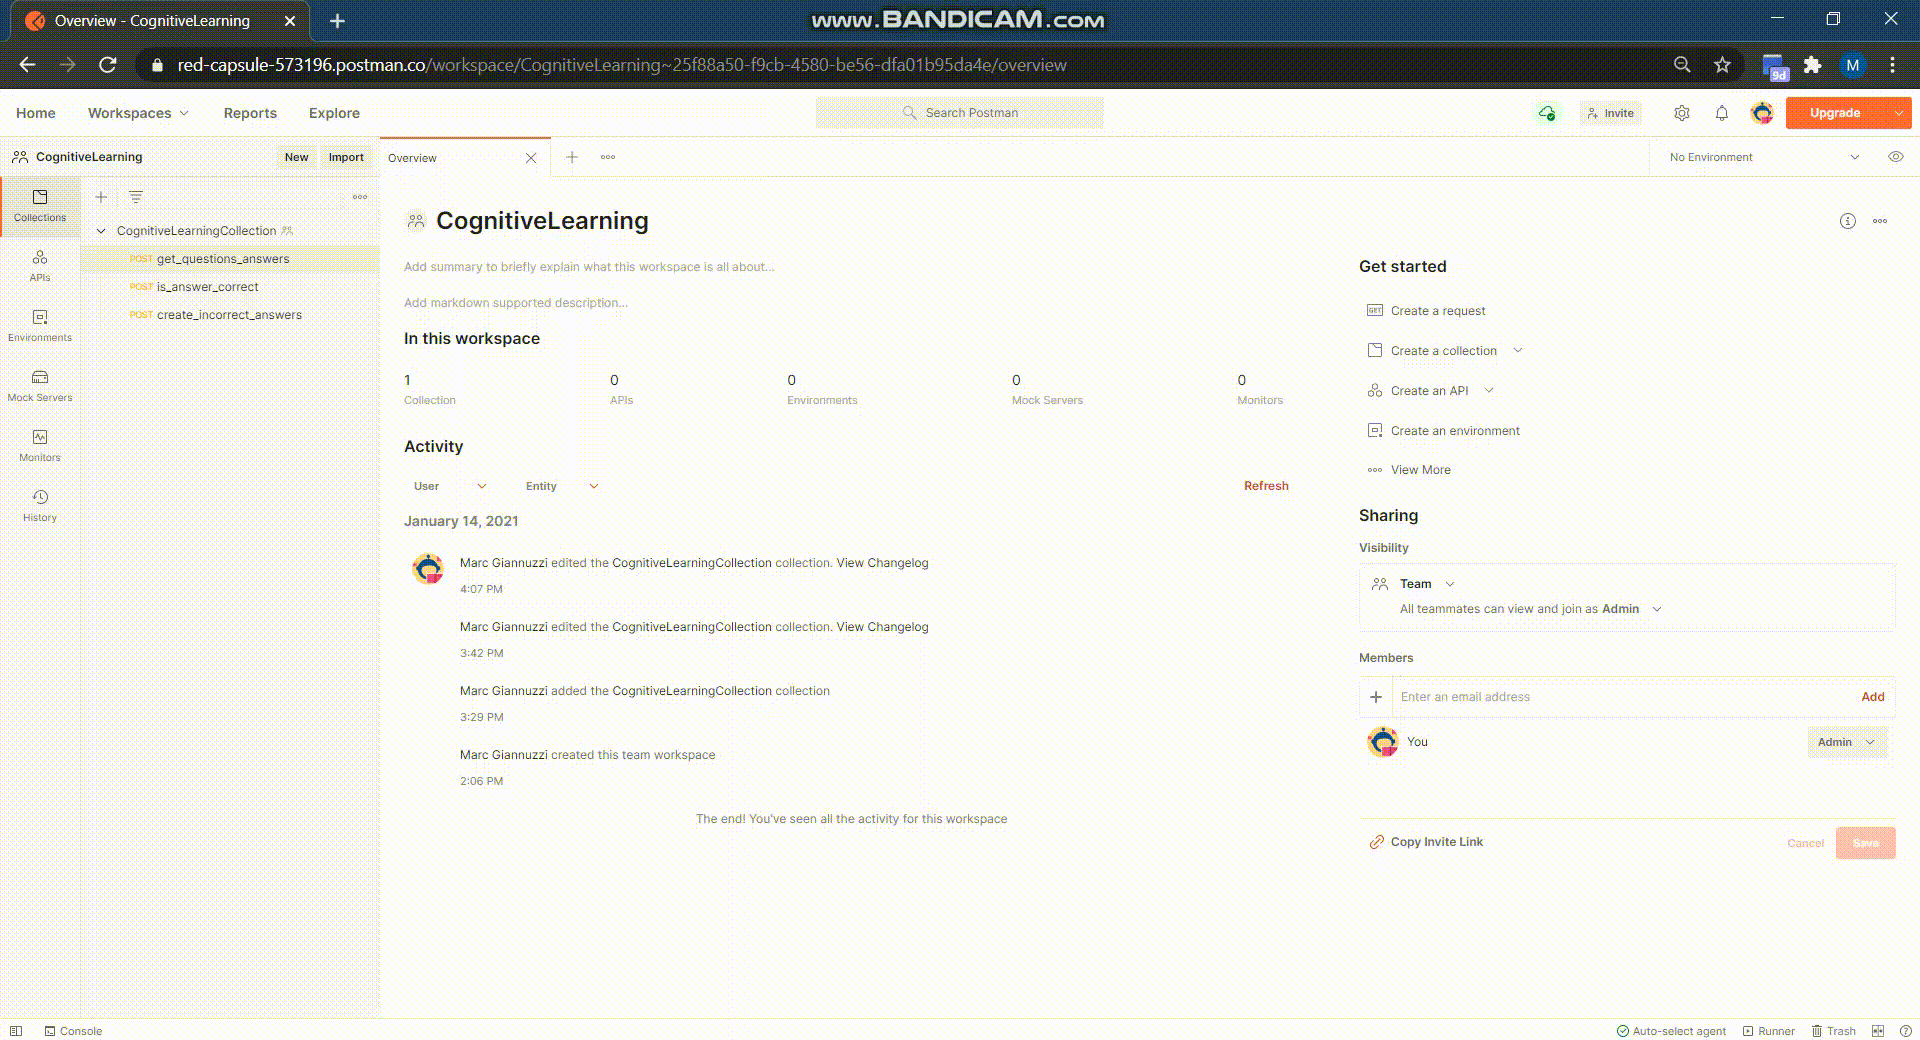 Overview - CognitiveLearning
www.BANDICAM.com
red-capsule-573196.postman.co/workspace/CognitiveLearning~25f88a50-f9cb-4580-be56-dfa01b95da4e/overview
9d
M
Home Workspaces Reports Explore
Search Postman
Invite
Upgrade
CognitiveLearning
New Import
Overview
No Environment
Collections
APIs
Environments
Mock Servers
Monitors
History
CognitiveLearningCollection
POST get_questions_answers
POST is_answer_correct
POST create_incorrect_answers
CognitiveLearning
Add summary to briefly explain what this workspace is all about...
Add markdown supported description...
In this workspace
1 0 0 0 0
Collection APIs Environments Mock Servers Monitors
Activity
User Entity Refresh
January 14, 2021
Marc Giannuzzi edited the CognitiveLearningCollection collection. View Changelog
4:07 PM
Marc Giannuzzi edited the CognitiveLearningCollection collection. View Changelog
3:42 PM
Marc Giannuzzi added the CognitiveLearningCollection collection
3:29 PM
Marc Giannuzzi created this team workspace
2:06 PM
The end! You've seen all the activity for this workspace
Get started
GET Create a request
Create a collection
Create an API
Create an environment
View More
Sharing
Visibility
Team
All teammates can view and join as Admin
Members
Enter an email address Add
You Admin
Copy Invite Link Cancel Save
Console
Auto-select agent Runner Trash